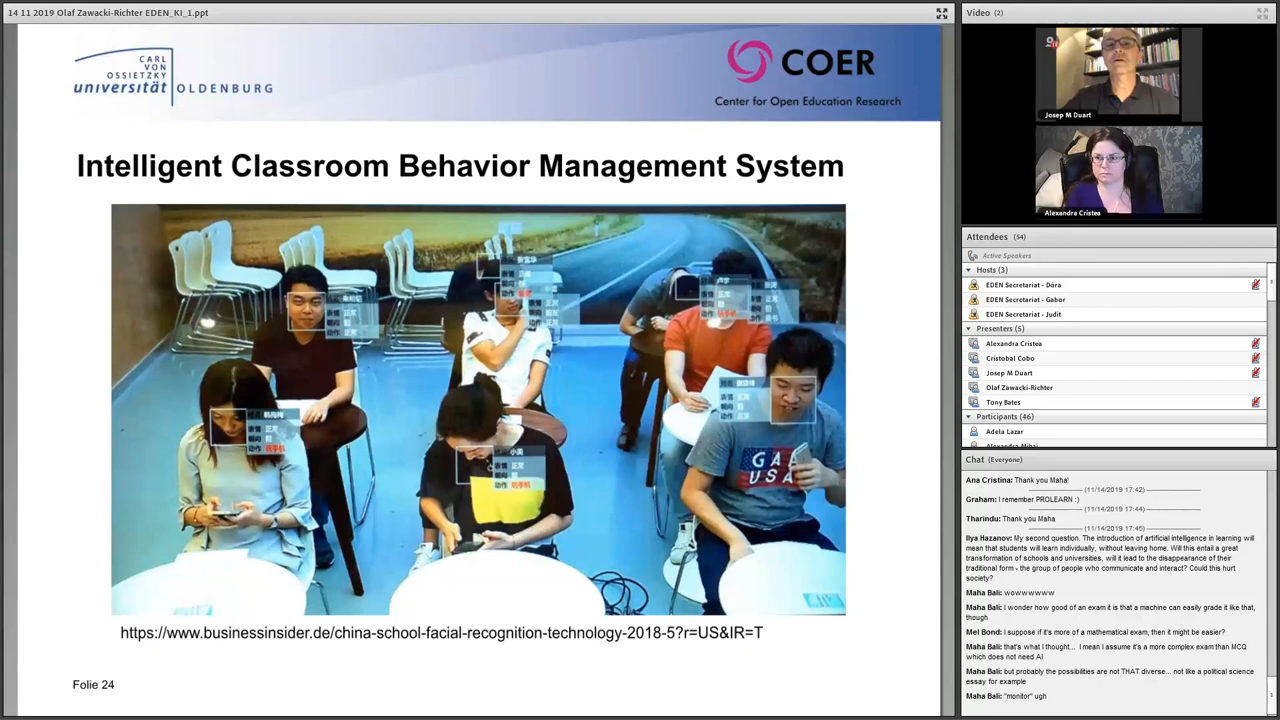 14 11 2019 Olaf Zawacki-Richter EDEN_KI_1.ppt
CARL
VON
OSSIETZKY
universität OLDENBURG
COER
Center for Open Education Research
Intelligent Classroom Behavior Management System
https://www.businessinsider.de/china-school-facial-recognition-technology-2018-5?r=US&IR=T
Folie 24
GAP
USA
Video (2)
Josep M Duart
Alexandra Cristea
Attendees (54)
Active Speakers
Hosts (3)
EDEN Secretariat - Dóra
EDEN Secretariat - Gabor
EDEN Secretariat - Judit
Presenters (5)
Alexandra Cristea
Cristobal Cobo
Josep M Duart
Olaf Zawacki-Richter
Tony Bates
Participants (46)
Adela Lazar
Chat (Everyone)
Ana Cristina: Thank you Maha!
(11/14/2019 17:42)
Graham: I remember PROLEARN :)
(11/14/2019 17:44)
Tharindu: Thank you Maha
(11/14/2019 17:45)
Ilya Hazanov: My second question. The introduction of artificial intelligence in learning will
mean that students will learn individually, without leaving home. Will this entail a great
transformation of schools and universities, will it lead to the disappearance of their
traditional form - the group of people who communicate and interact? Could this hurt
society?
Maha Bali: wowwwwww
Maha Bali: I wonder how good of an exam it is that a machine can easily grade it like that,
though
Mel Bond: I suppose if it's more of a mathematical exam, then it might be easier?
Maha Bali: that's what I thought... I mean I assume it's a more complex exam than MCQ
which does not need AI
Maha Bali: but probably the possibilities are not THAT diverse... not like a political science
essay for example
Maha Bali: "monitor" ugh